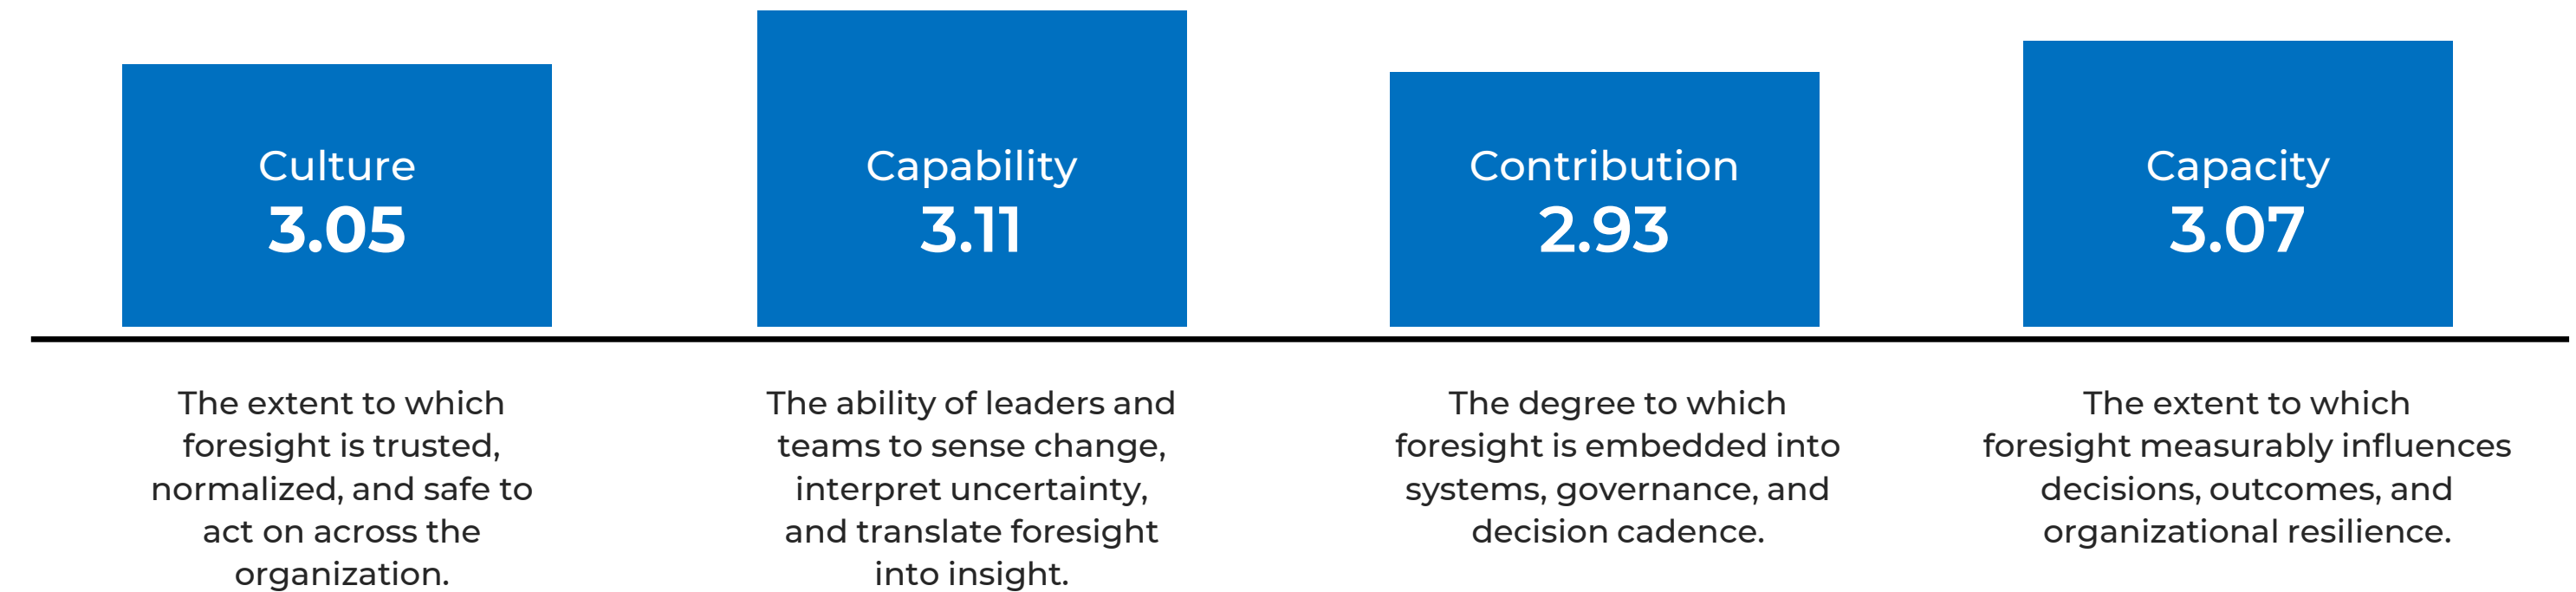 Culture
3.05
Capability
3.11
Contribution
2.93
Capacity
3.07
The extent to which
foresight is trusted,
normalized, and safe to
act on across the
organization.
The ability of leaders and
teams to sense change,
interpret uncertainty,
and translate foresight
into insight.
The degree to which
foresight is embedded into
systems, governance, and
decision cadence.
The extent to which
foresight measurably influences
decisions, outcomes, and
organizational resilience.